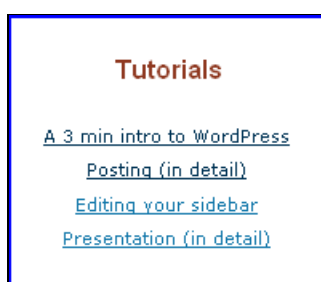 Tutorials
A 3 min intro to WordPress
Posting (in detail)
Editing your sidebar
Presentation (in detail)